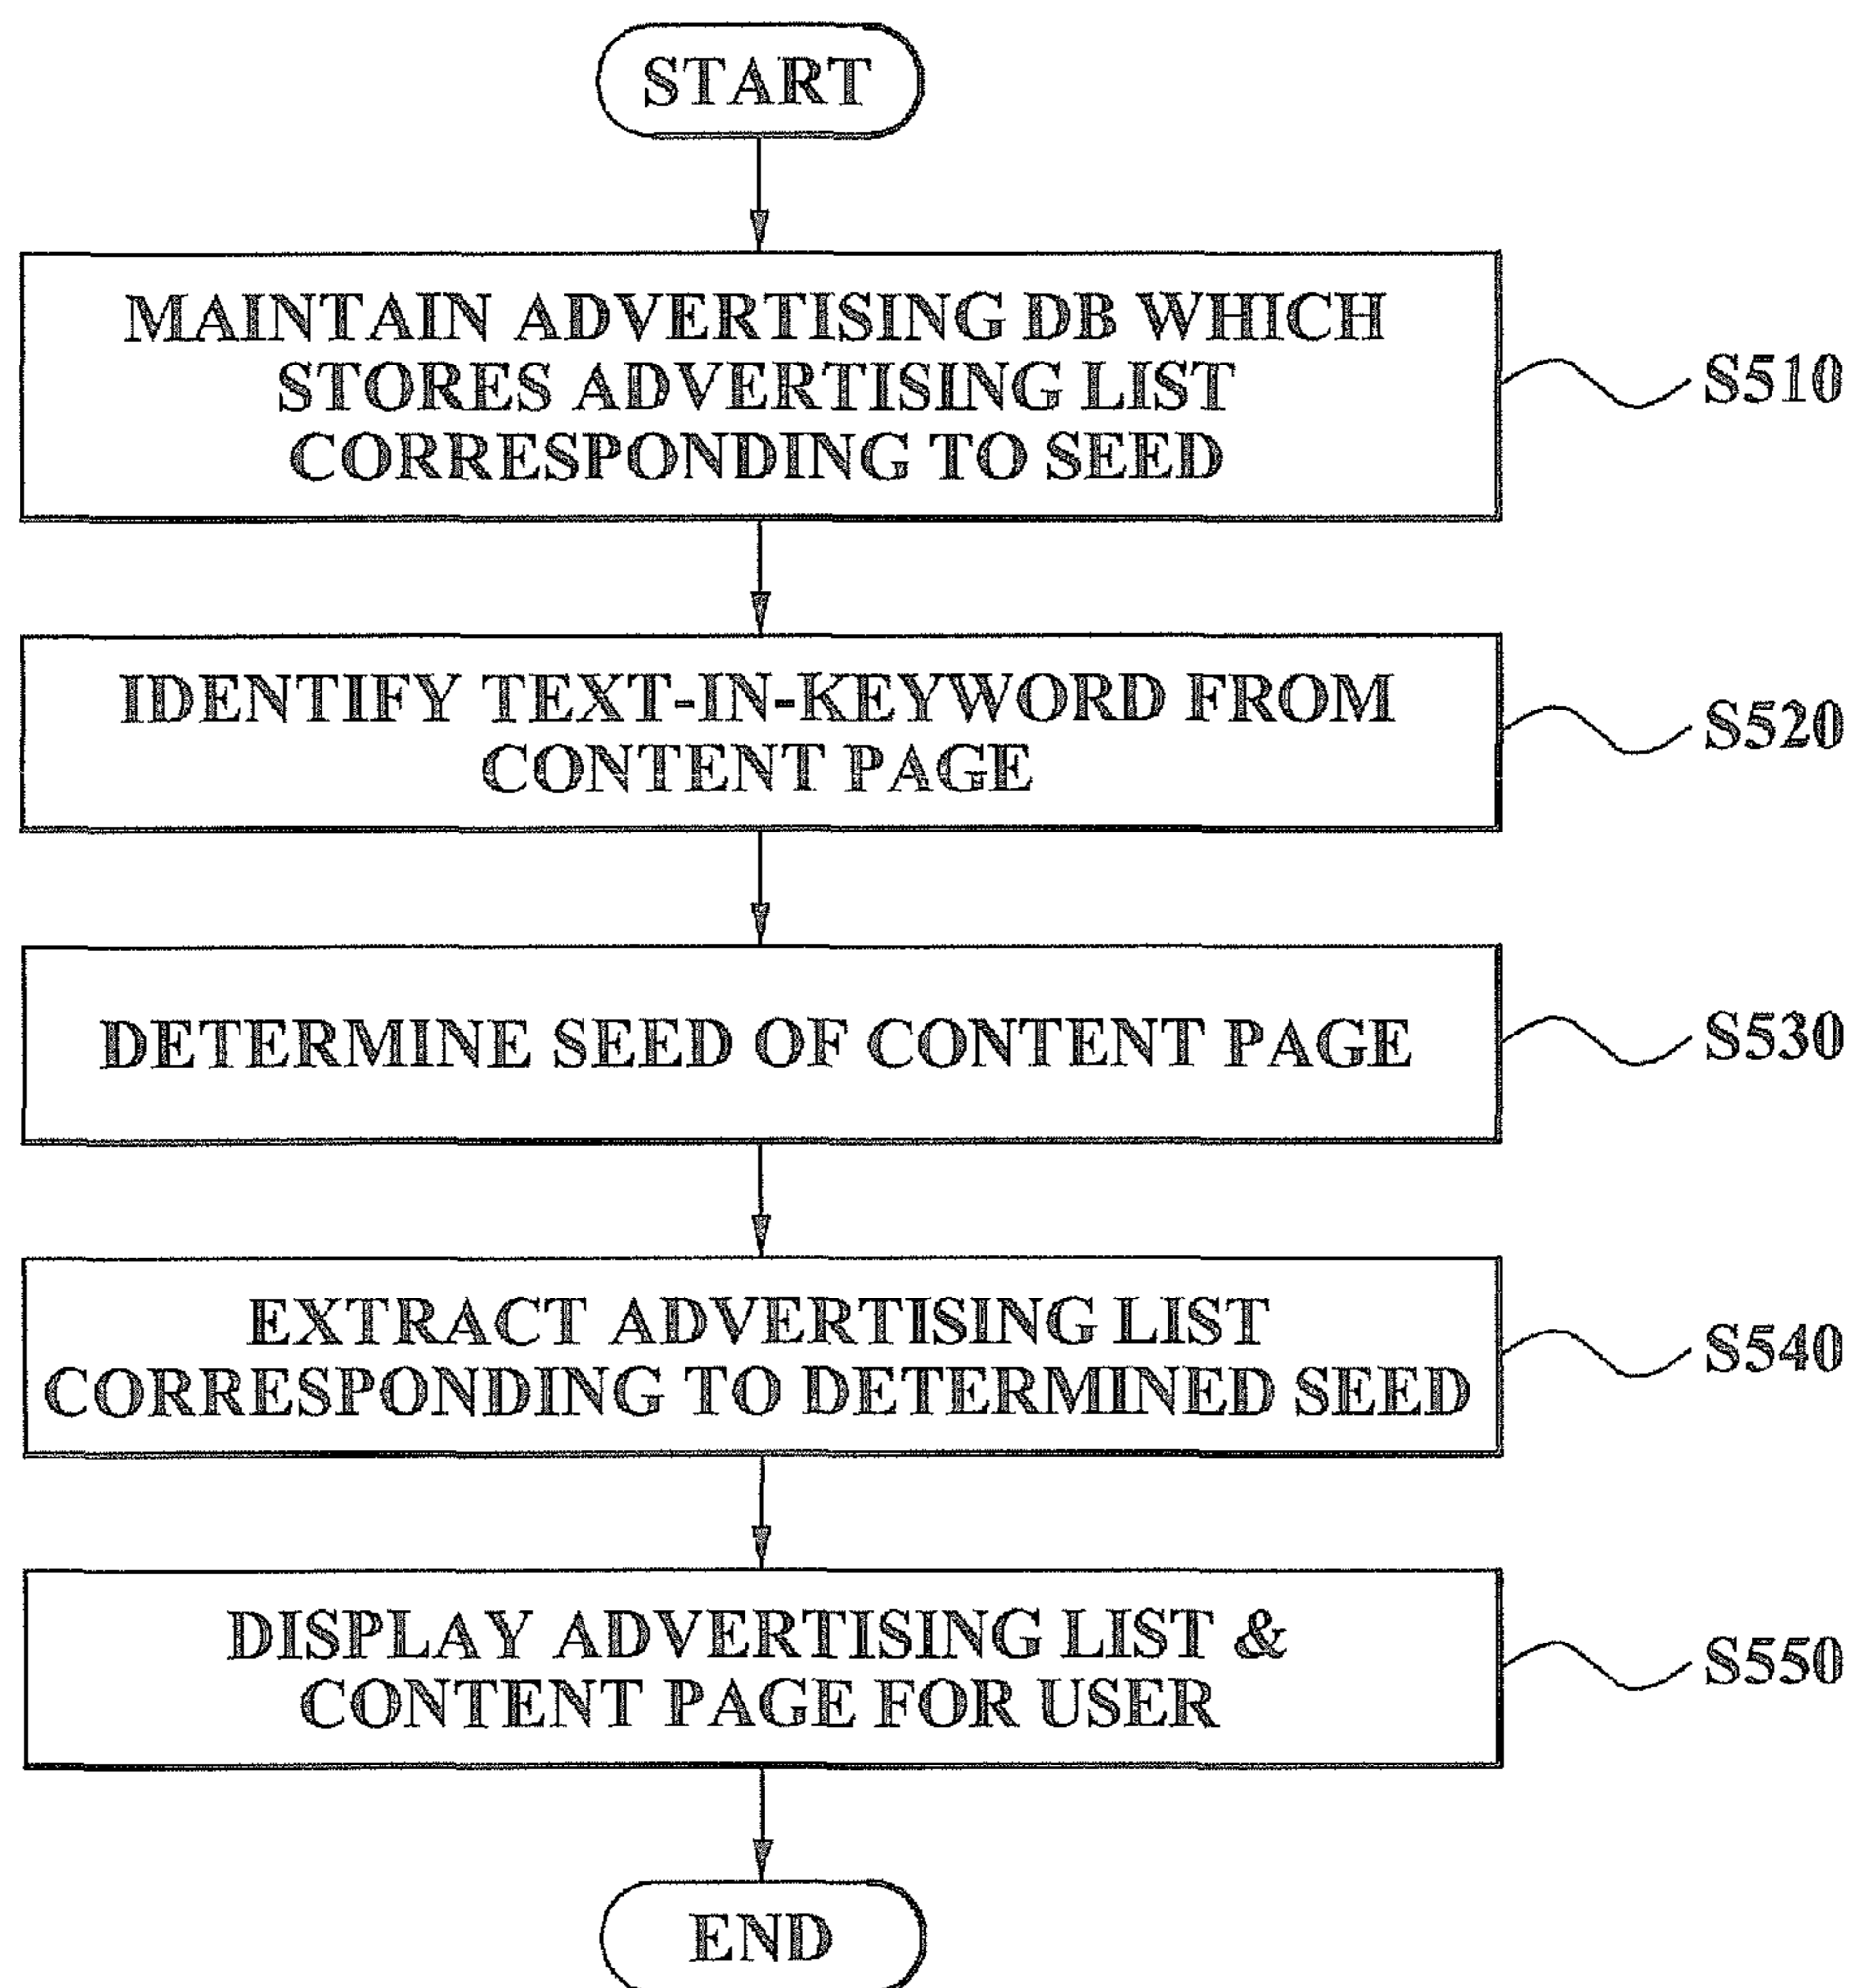 START
MAINTAIN ADVERTISING DB WHICH
STORES ADVERTISING LIST
CORRESPONDING TO SEED
S510
IDENTIFY TEXT-IN-KEYWORD FROM
CONTENT PAGE
S520
DETERMINE SEED OF CONTENT PAGE
S530
EXTRACT ADVERTISING LIST
CORRESPONDING TO DETERMINED SEED
S540
DISPLAY ADVERTISING LIST &
CONTENT PAGE FOR USER
S550
END